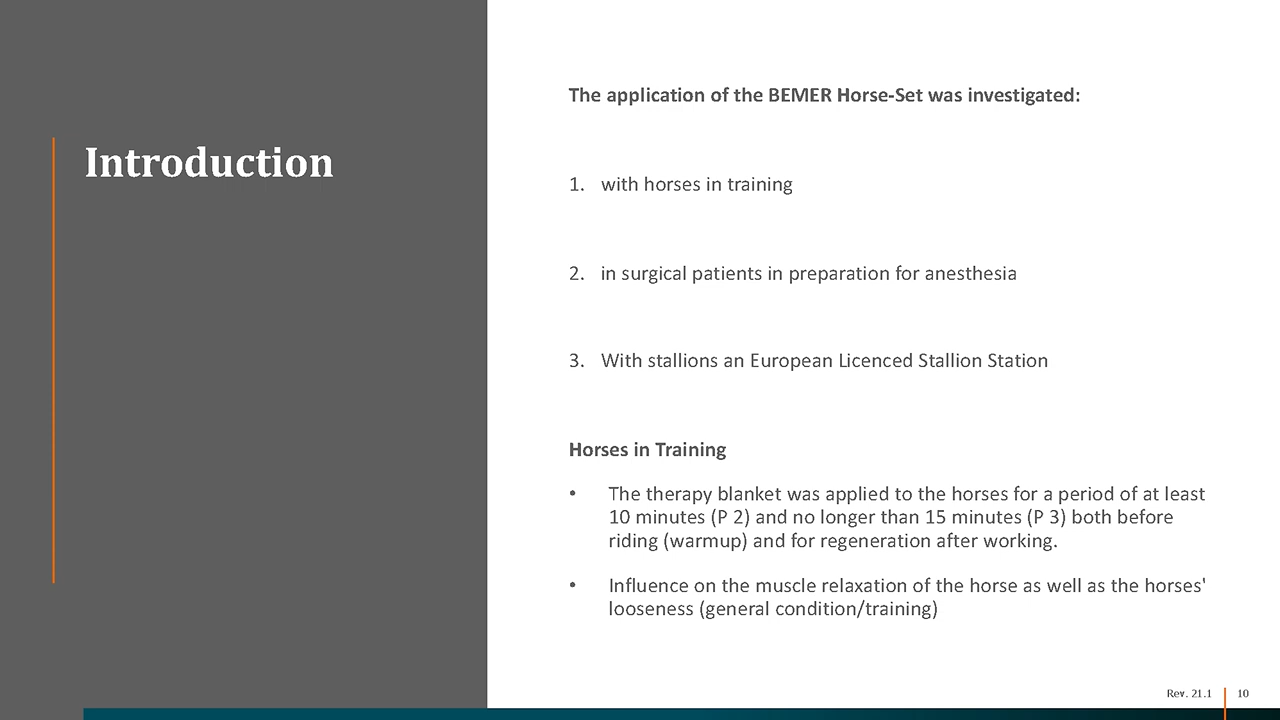 Introduction
The application of the BEMER Horse-Set was investigated:
1. with horses in training
2. in surgical patients in preparation for anesthesia
3. With stallions an European Licenced Stallion Station
Horses in Training
• The therapy blanket was applied to the horses for a period of at least
10 minutes (P 2) and no longer than 15 minutes (P 3) both before
riding (warmup) and for regeneration after working.
• Influence on the muscle relaxation of the horse as well as the horses'
looseness (general condition/training)
Rev. 21.1 10